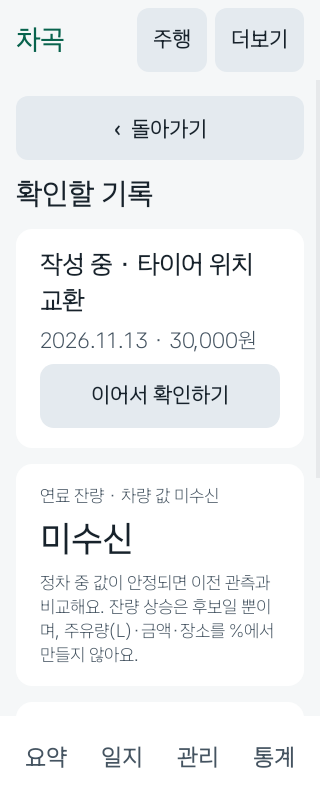 차곡
주행
더보기
‹ 돌아가기
확인할 기록
작성 중 · 타이어 위치
교환
2026.11.13 · 30,000원
이어서 확인하기
연료 잔량 · 차량 값 미수신
미수신
정차 중 값이 안정되면 이전 관측과
비교해요. 잔량 상승은 후보일 뿐이
며, 주유량(L)·금액·장소를 %에서
만들지 않아요.
요약
일지
관리
통계